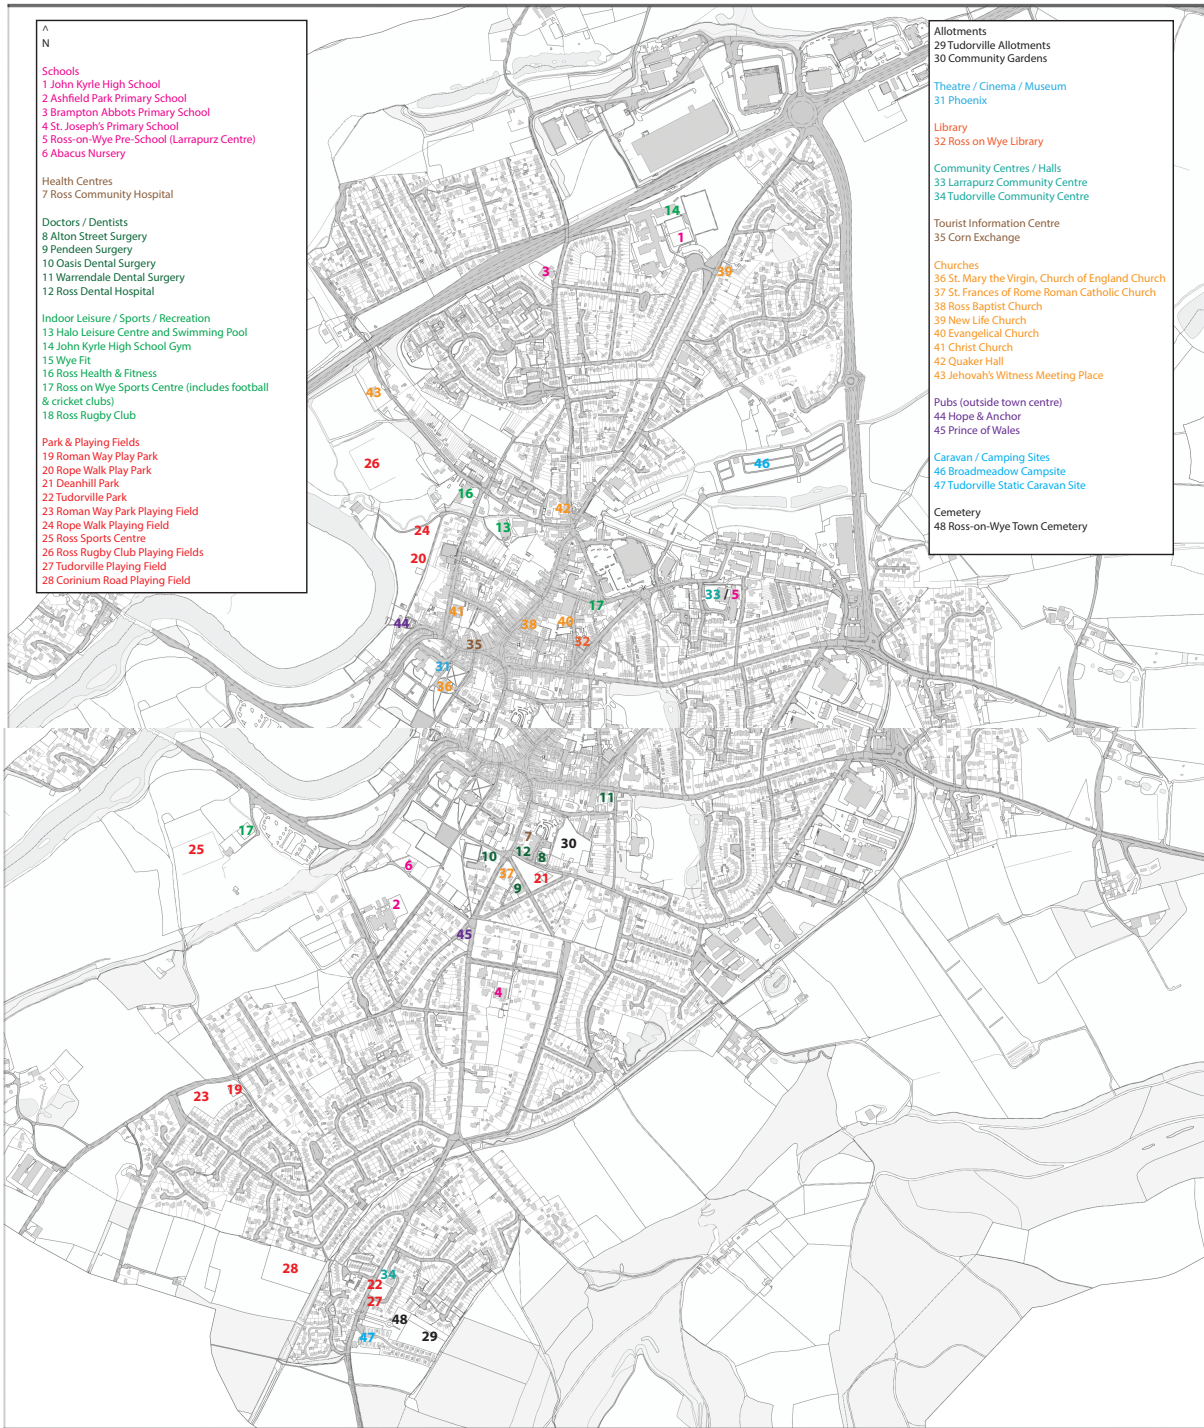 ^
N
Schools
1 John Kyrle High School
2 Ashfield Park Primary School
3 Brampton Abbots Primary School
4 St. Joseph's Primary School
5 Ross-on-Wye Pre-School (Larrapurz Centre)
6 Abacus Nursery
Health Centres
7 Ross Community Hospital
Doctors / Dentists
8 Alton Street Surgery
9 Pendeen Surgery
10 Oasis Dental Surgery
11 Warrendale Dental Surgery
12 Ross Dental Hospital
Indoor Leisure / Sports / Recreation
13 Halo Leisure Centre and Swimming Pool
14 John Kyrle High School Gym
15 Wye Fit
16 Ross Health & Fitness
17 Ross on Wye Sports Centre (includes football
& cricket clubs)
18 Ross Rugby Club
Park & Playing Fields
19 Roman Way Play Park
20 Rope Walk Play Park
21 Deanhill Park
22 Tudorville Park
23 Roman Way Park Playing Field
24 Rope Walk Playing Field
25 Ross Sports Centre
26 Ross Rugby Club Playing Fields
27 Tudorville Playing Field
28 Corinium Road Playing Field
Allotments
29 Tudorville Allotments
30 Community Gardens
Theatre / Cinema / Museum
31 Phoenix
Library
32 Ross on Wye Library
Community Centres / Halls
33 Larrapurz Community Centre
34 Tudorville Community Centre
Tourist Information Centre
35 Corn Exchange
Churches
36 St. Mary the Virgin, Church of England Church
37 St. Frances of Rome Roman Catholic Church
38 Ross Baptist Church
39 New Life Church
40 Evangelical Church
41 Christ Church
42 Quaker Hall
43 Jehovah's Witness Meeting Place
Pubs (outside town centre)
44 Hope & Anchor
45 Prince of Wales
Caravan / Camping Sites
46 Broadmeadow Campsite
47 Tudorville Static Caravan Site
Cemetery
48 Ross-on-Wye Town Cemetery
14
1
3
39
43
26
46
16
42
24
13
20
33 / 5
17
41
44
38
40
35
32
31
36
11
17
7
30
25
10
12
8
6
37
21
9
2
45
4
19
23
28
34
22
27
48
47
29